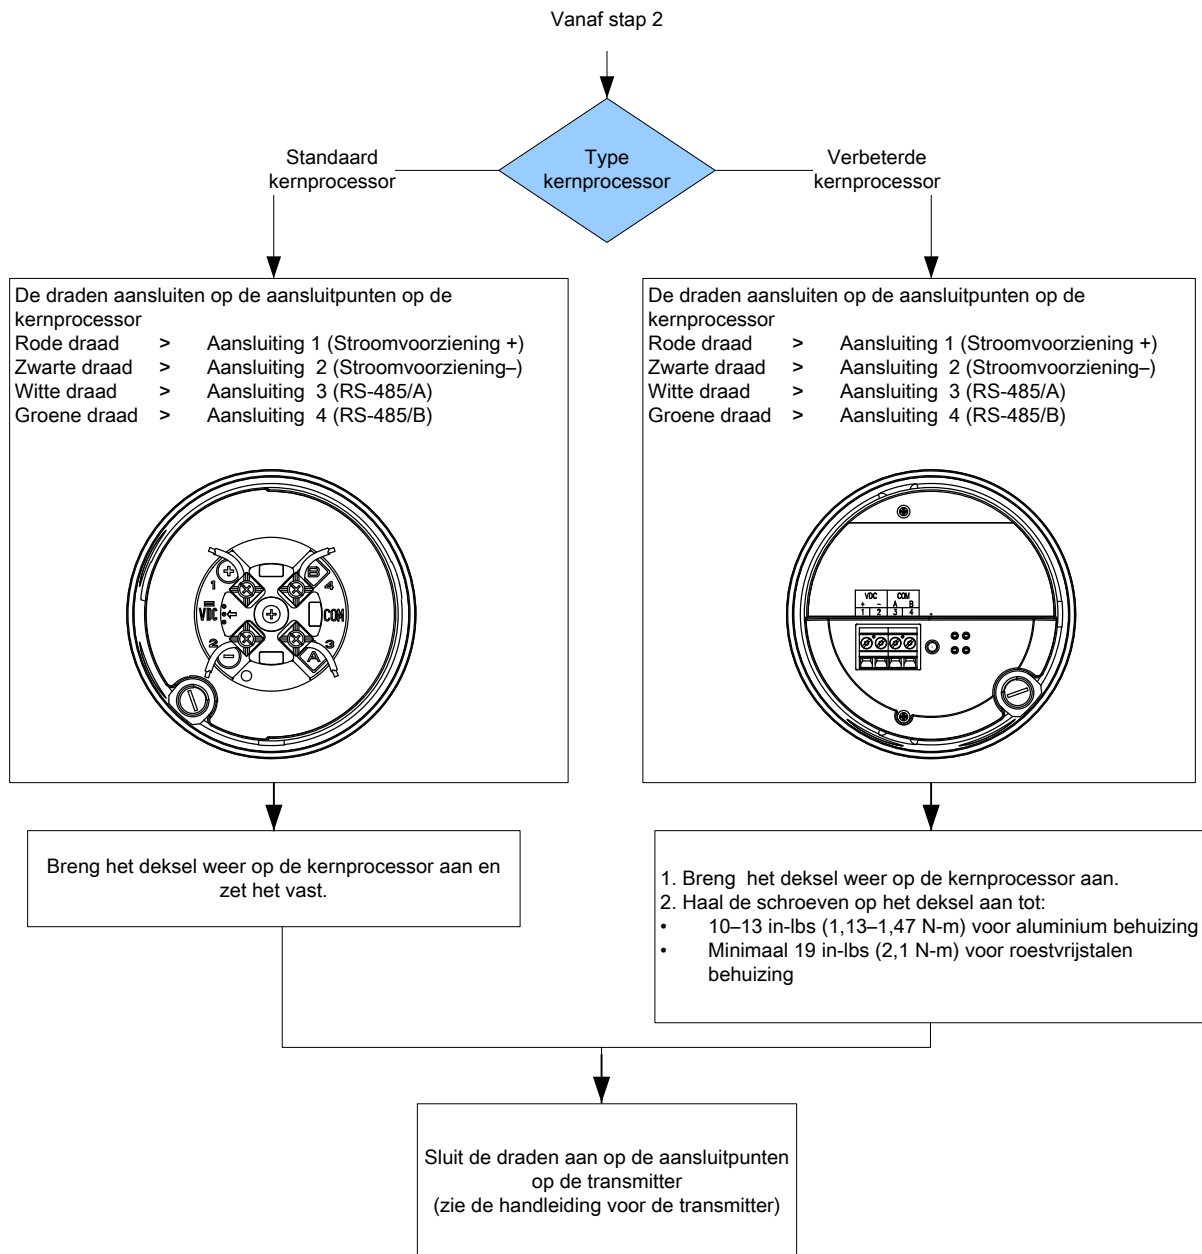 Vanaf stap 2
Standaard
kernprocessor
Type
kernprocessor
Verbeterde
kernprocessor
De draden aansluiten op de aansluitpunten op de
kernprocessor
Rode draad > Aansluiting 1 (Stroomvoorziening +)
Zwarte draad > Aansluiting 2 (Stroomvoorziening–)
Witte draad > Aansluiting 3 (RS-485/A)
Groene draad > Aansluiting 4 (RS-485/B)
+ B
1 4
VDC COM
2 3
- A
De draden aansluiten op de aansluitpunten op de
kernprocessor
Rode draad > Aansluiting 1 (Stroomvoorziening +)
Zwarte draad > Aansluiting 2 (Stroomvoorziening–)
Witte draad > Aansluiting 3 (RS-485/A)
Groene draad > Aansluiting 4 (RS-485/B)
VDC COM
+ - A B
1 2 3 4
Breng het deksel weer op de kernprocessor aan en
zet het vast.
1. Breng het deksel weer op de kernprocessor aan.
2. Haal de schroeven op het deksel aan tot:
• 10–13 in-lbs (1,13–1,47 N-m) voor aluminium behuizing
• Minimaal 19 in-lbs (2,1 N-m) voor roestvrijstalen
behuizing
Sluit de draden aan op de aansluitpunten
op de transmitter
(zie de handleiding voor de transmitter)